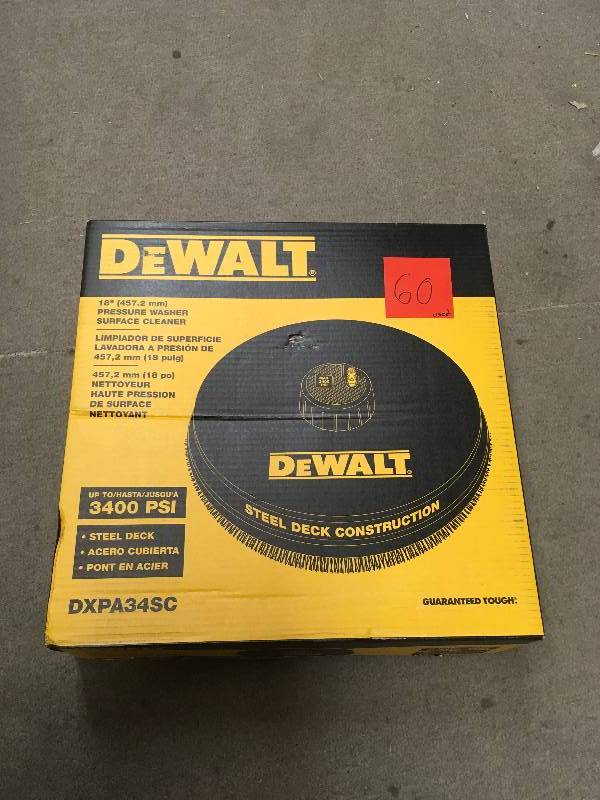 DEWALT®
60
used
18" (457.2 mm)
PRESSURE WASHER
SURFACE CLEANER
LIMPIADOR DE SUPERFICIE
LAVADORA A PRESIÓN DE
457,2 mm (18 pulg)
457,2 mm (18 po)
NETTOYEUR
HAUTE PRESSION
DE SURFACE
NETTOYANT
DEWALT®
STEEL DECK CONSTRUCTION
UP TO/HASTA/JUSQU'À
3400 PSI
• STEEL DECK
• ACERO CUBIERTA
• PONT EN ACIER
DXPA34SC
GUARANTEED TOUGH®